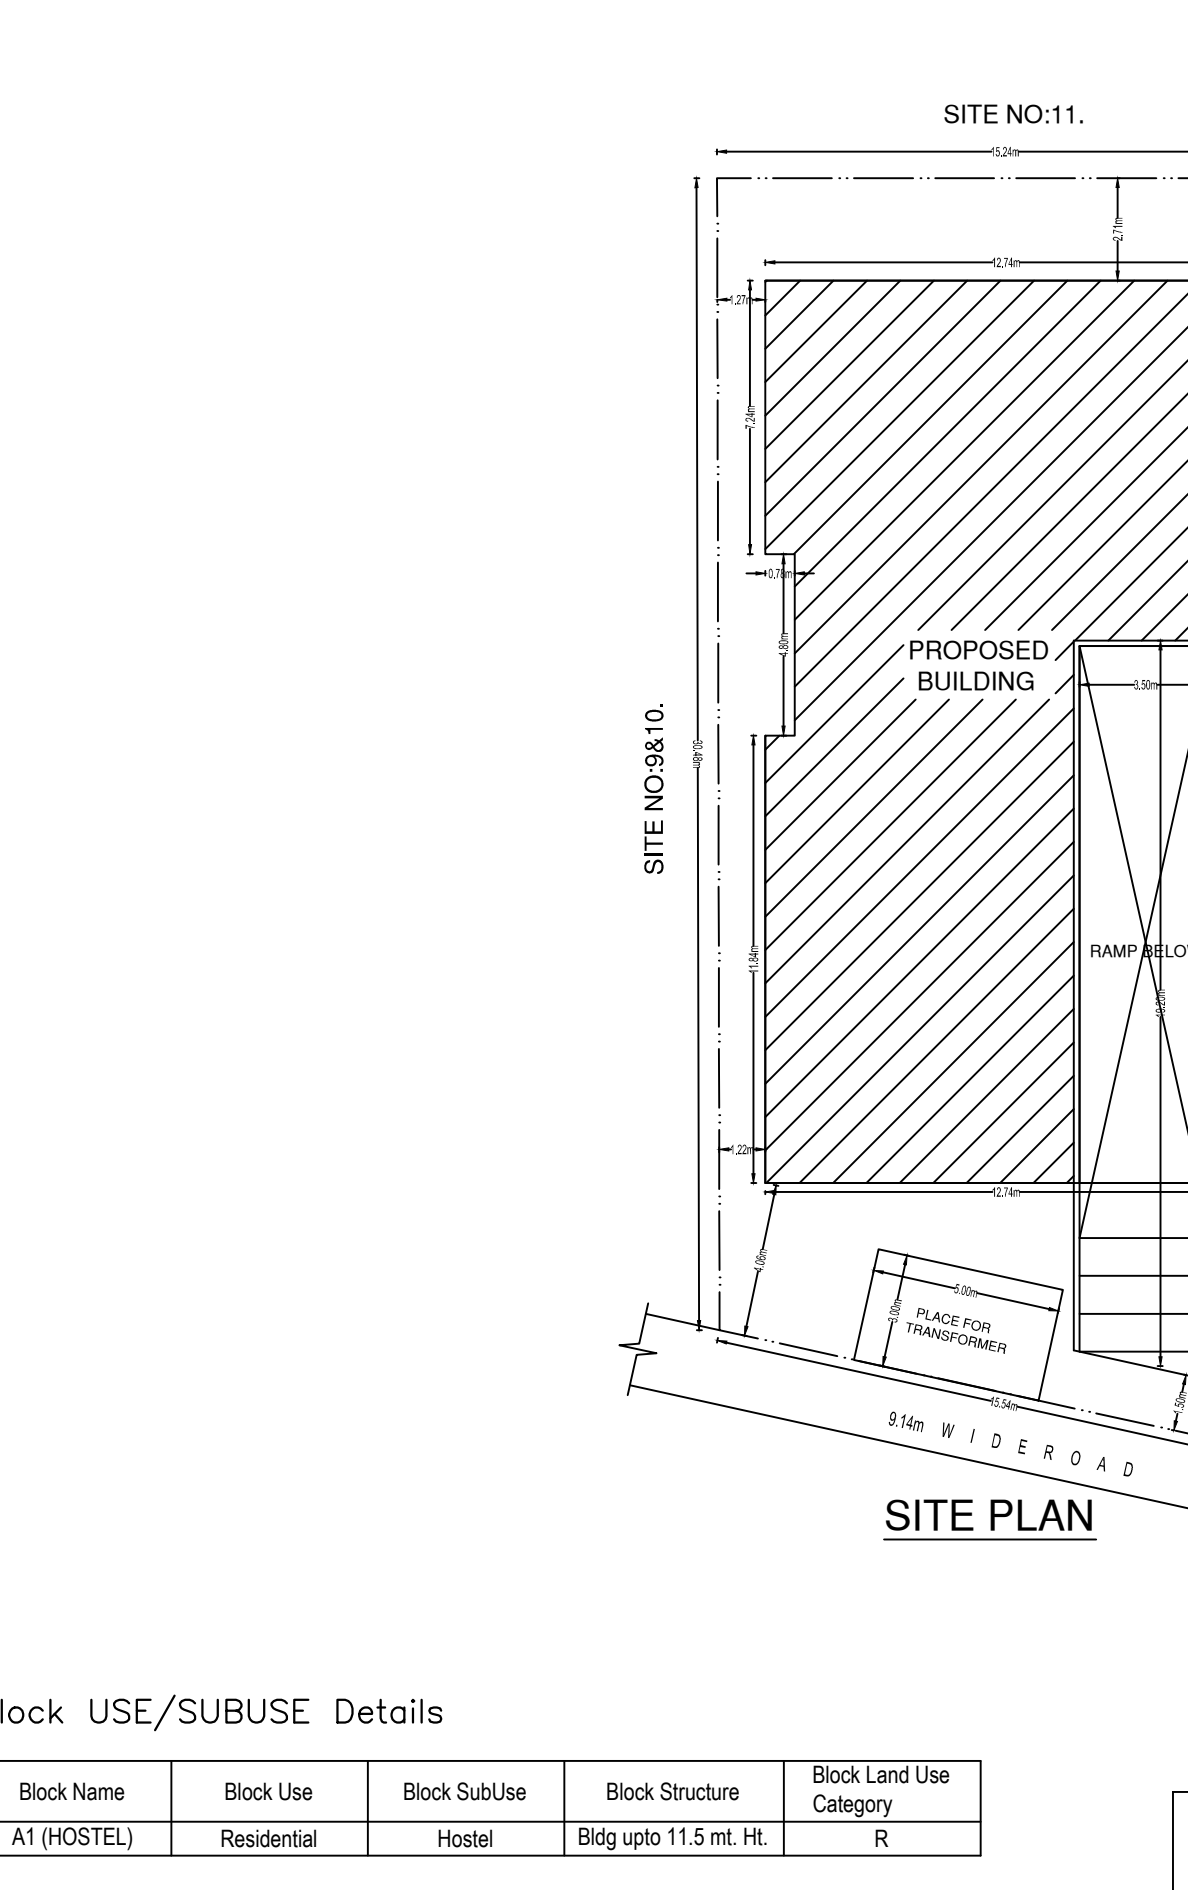 SITE NO:11.
15.24m
2.71m
12.74m
1.27m
7.24m
0.78m
4.80m
PROPOSED
BUILDING
3.50m
SITE NO:9&10.
30.48m
11.84m
RAMP BELO
1.22m
12.74m
4.06m
5.00m
3.00m
PLACE FOR
TRANSFORMER
15.54m
1.50m
9.14m W I D E R O A D
SITE PLAN
lock USE/SUBUSE Details
Block Name Block Use Block SubUse Block Structure Block Land Use
Category
A1 (HOSTEL) Residential Hostel Bldg upto 11.5 mt. Ht. R